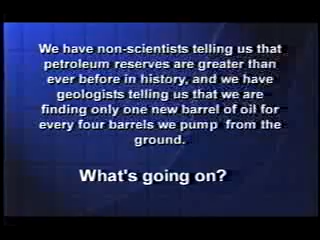 We have non-scientists telling us that
petroleum reserves are greater than
ever before in history, and we have
geologists telling us that we are
finding only one new barrel of oil for
every four barrels we pump from the
ground.
What's going on?